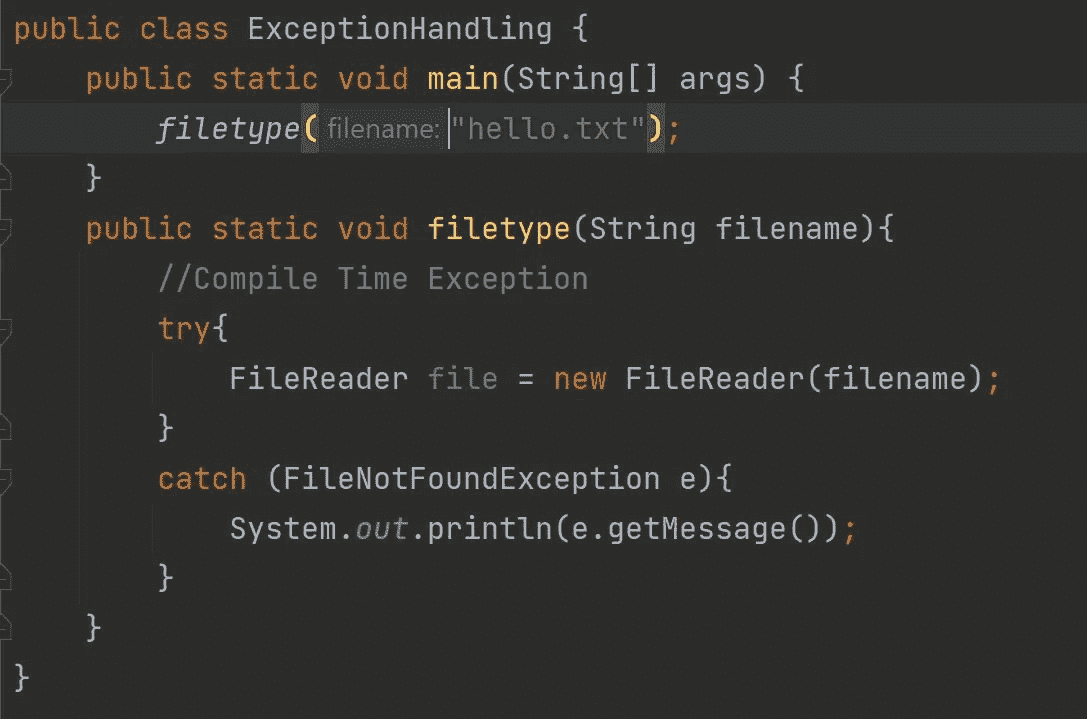 public class ExceptionHandling {
public static void main(String[] args) {
filetype( filename: "hello.txt");
}
public static void filetype(String filename){
//Compile Time Exception
try{
FileReader file = new FileReader(filename);
}
catch (FileNotFoundException e){
System.out.println(e.getMessage());
}
}
}